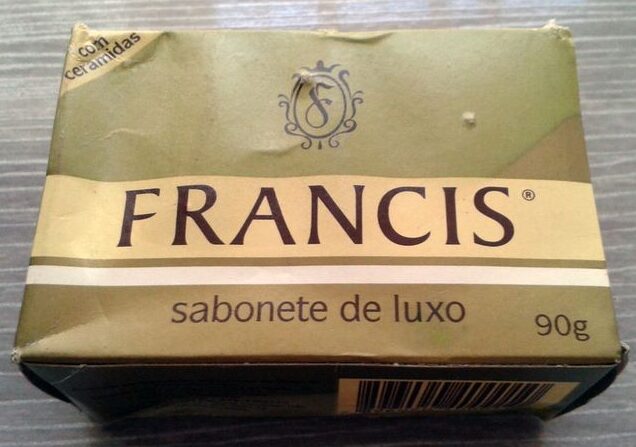 com
ceramidas
F
FRANCIS®
sabonete de luxo
90g